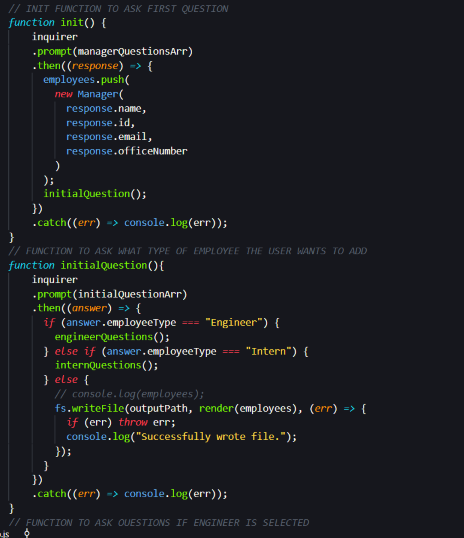 // INIT FUNCTION TO ASK FIRST QUESTION
function init() {
    inquirer
    .prompt(managerQuestionsArr)
    .then((response) => {
      employees.push(
        new Manager(
          response.name,
          response.id,
          response.email,
          response.officeNumber
        )
      );
      initialQuestion();
    })
    .catch((err) => console.log(err));
}
// FUNCTION TO ASK WHAT TYPE OF EMPLOYEE THE USER WANTS TO ADD
function initialQuestion(){
    inquirer
    .prompt(initialQuestionArr)
    .then((answer) => {
      if (answer.employeeType === "Engineer") {
        engineerQuestions();
      } else if (answer.employeeType === "Intern") {
        internQuestions();
      } else {
        // console.log(employees);
        fs.writeFile(outputPath, render(employees), (err) => {
          if (err) throw err;
          console.log("Successfully wrote file.");
        });
      }
    })
    .catch((err) => console.log(err));
}
// FUNCTION TO ASK QUESTIONS IF ENGINEER IS SELECTED
js